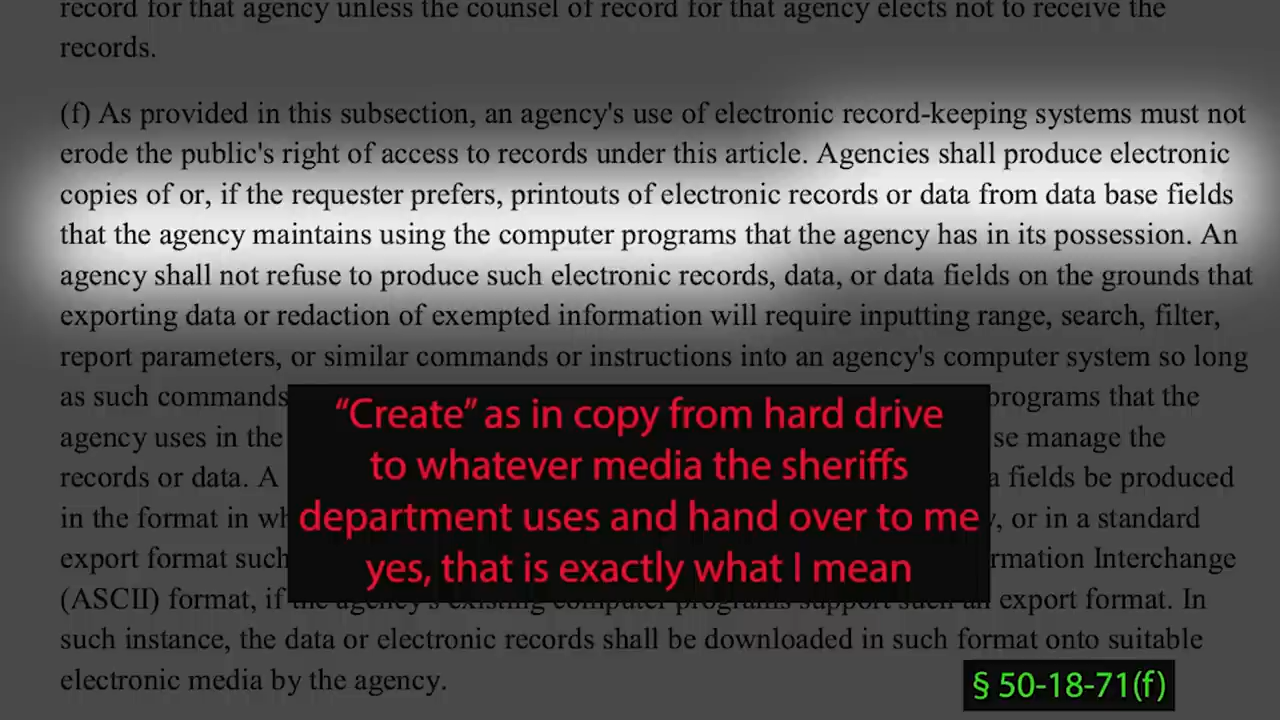 record for that agency unless the counsel of record for that agency elects not to receive the
records.
(f) As provided in this subsection, an agency's use of electronic record-keeping systems must not
erode the public's right of access to records under this article. Agencies shall produce electronic
copies of or, if the requester prefers, printouts of electronic records or data from data base fields
that the agency maintains using the computer programs that the agency has in its possession. An
agency shall not refuse to produce such electronic records, data, or data fields on the grounds that
exporting data or redaction of exempted information will require inputting range, search, filter,
report parameters, or similar commands or instructions into an agency's computer system so long
as such commands programs that the
agency uses in the se manage the
records or data. A a fields be produced
in the format in wh , or in a standard
export format such rmation Interchange
(ASCII) format, if the agency's existing computer programs support such an export format. In
such instance, the data or electronic records shall be downloaded in such format onto suitable
electronic media by the agency.
“Create” as in copy from hard drive
to whatever media the sheriffs
department uses and hand over to me
yes, that is exactly what I mean
§ 50-18-71(f)